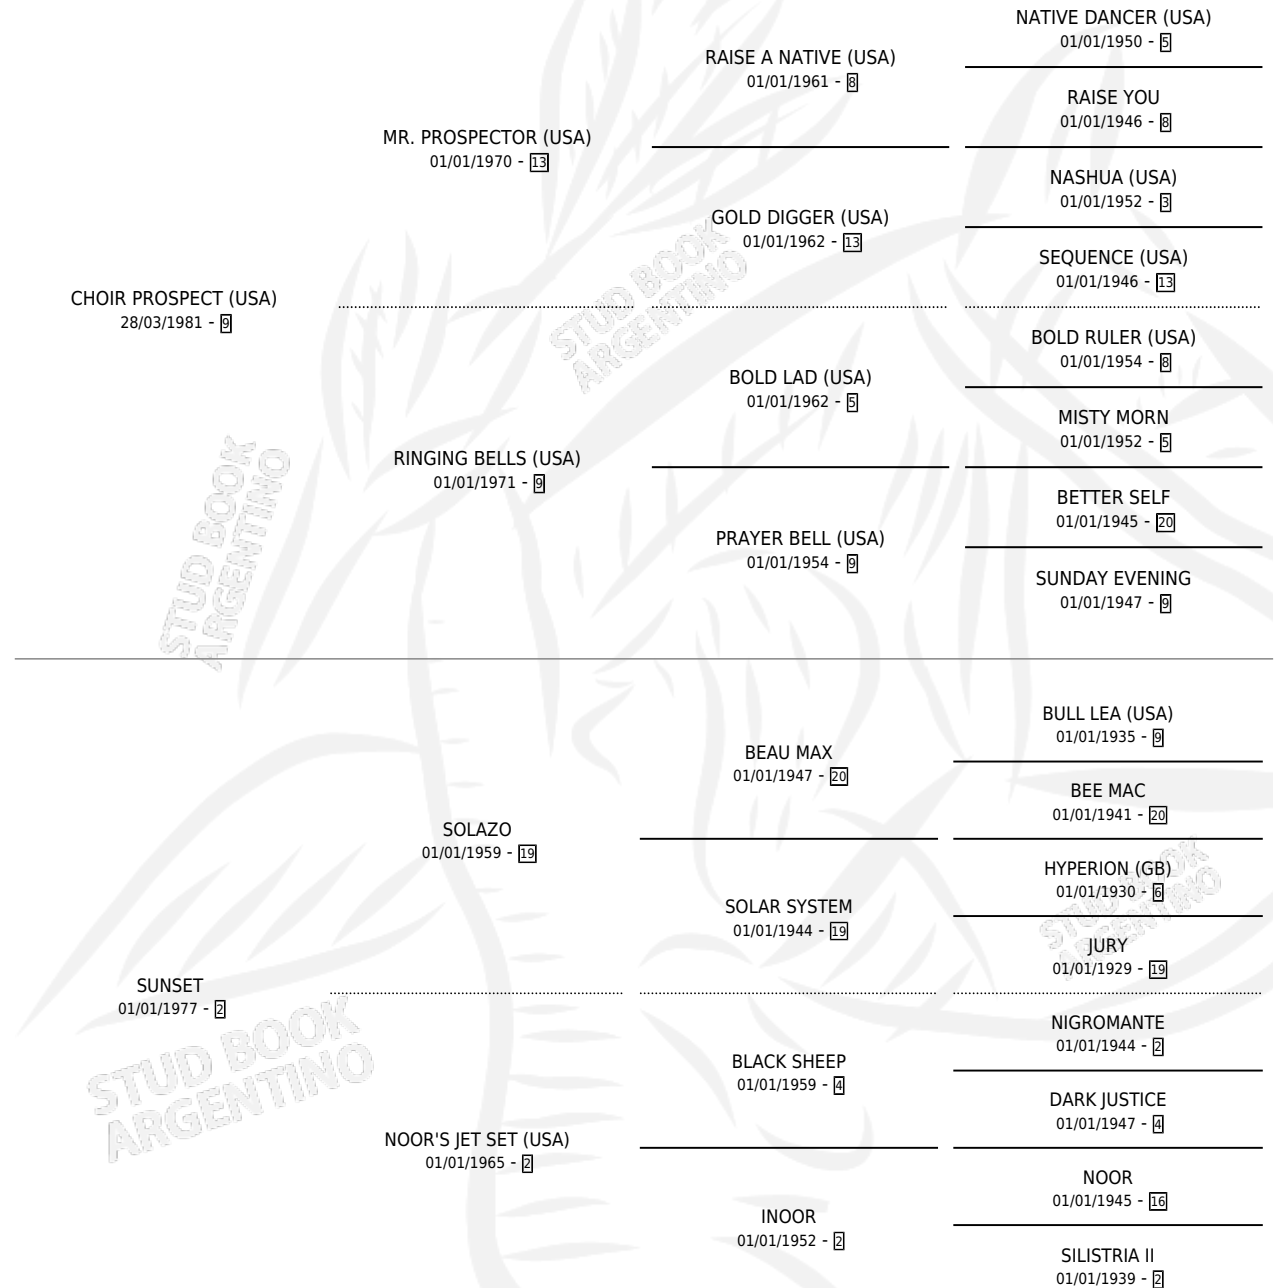 NATIVE DANCER (USA)
01/01/1950 - 5
RAISE A NATIVE (USA)
01/01/1961 - 8
RAISE YOU
01/01/1946 - 8
MR. PROSPECTOR (USA)
01/01/1970 - 13
NASHUA (USA)
01/01/1952 - 3
GOLD DIGGER (USA)
01/01/1962 - 13
SEQUENCE (USA)
01/01/1946 - 13
CHOIR PROSPECT (USA)
28/03/1981 - 9
STUD BOOK
ARGENTINO
BOLD RULER (USA)
01/01/1954 - 8
BOLD LAD (USA)
01/01/1962 - 5
MISTY MORN
01/01/1952 - 5
RINGING BELLS (USA)
01/01/1971 - 9
STUD BOOK
ARGENTINO
BETTER SELF
01/01/1945 - 20
PRAYER BELL (USA)
01/01/1954 - 9
SUNDAY EVENING
01/01/1947 - 9
BULL LEA (USA)
01/01/1935 - 9
BEAU MAX
01/01/1947 - 20
BEE MAC
01/01/1941 - 20
SOLAZO
01/01/1959 - 19
HYPERION (GB)
01/01/1930 - 6
STUD BOOK
ARGENTINO
SOLAR SYSTEM
01/01/1944 - 19
JURY
01/01/1929 - 19
SUNSET
01/01/1977 - 2
STUD BOOK
ARGENTINO
NIGROMANTE
01/01/1944 - 2
BLACK SHEEP
01/01/1959 - 4
DARK JUSTICE
01/01/1947 - 4
NOOR'S JET SET (USA)
01/01/1965 - 2
NOOR
01/01/1945 - 16
INOOR
01/01/1952 - 2
SILISTRIA II
01/01/1939 - 2